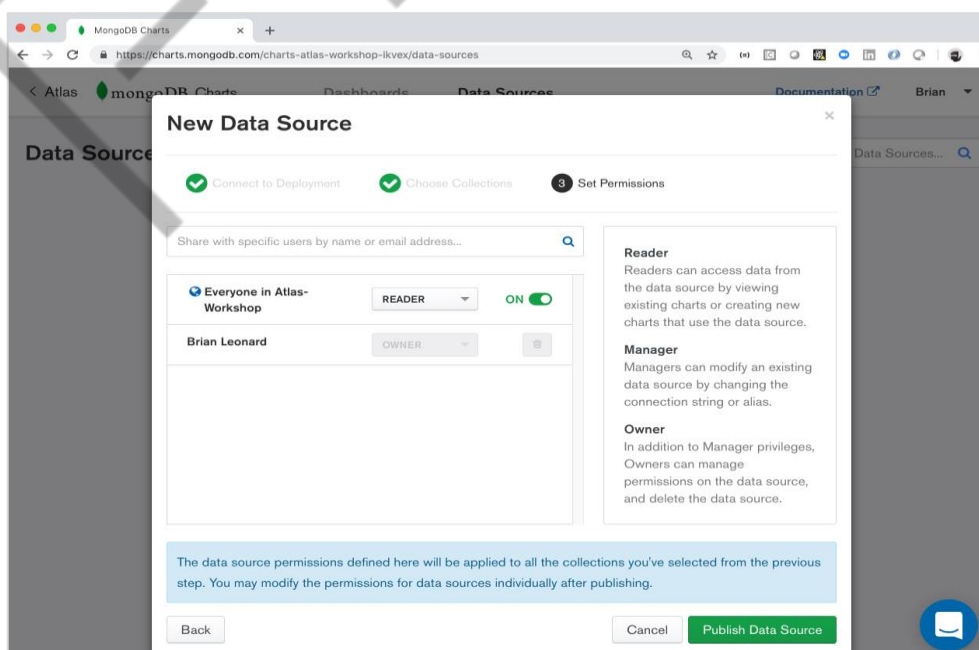 MongoDB Charts
https://charts.mongodb.com/charts-atlas-workshop-ikvex/data-sources
Atlas
mongoDB Charts
Dashboards
Data Sources
Documentation
Brian
Data Source
Data Sources...
New Data Source
Connect to Deployment
Choose Collections
3 Set Permissions
Share with specific users by name or email address...
Everyone in Atlas-
Workshop
READER
ON
Brian Leonard
OWNER
Reader
Readers can access data from
the data source by viewing
existing charts or creating new
charts that use the data source.
Manager
Managers can modify an existing
data source by changing the
connection string or alias.
Owner
In addition to Manager privileges,
Owners can manage
permissions on the data source,
and delete the data source.
The data source permissions defined here will be applied to all the collections you've selected from the previous
step. You may modify the permissions for data sources individually after publishing.
Back
Cancel
Publish Data Source